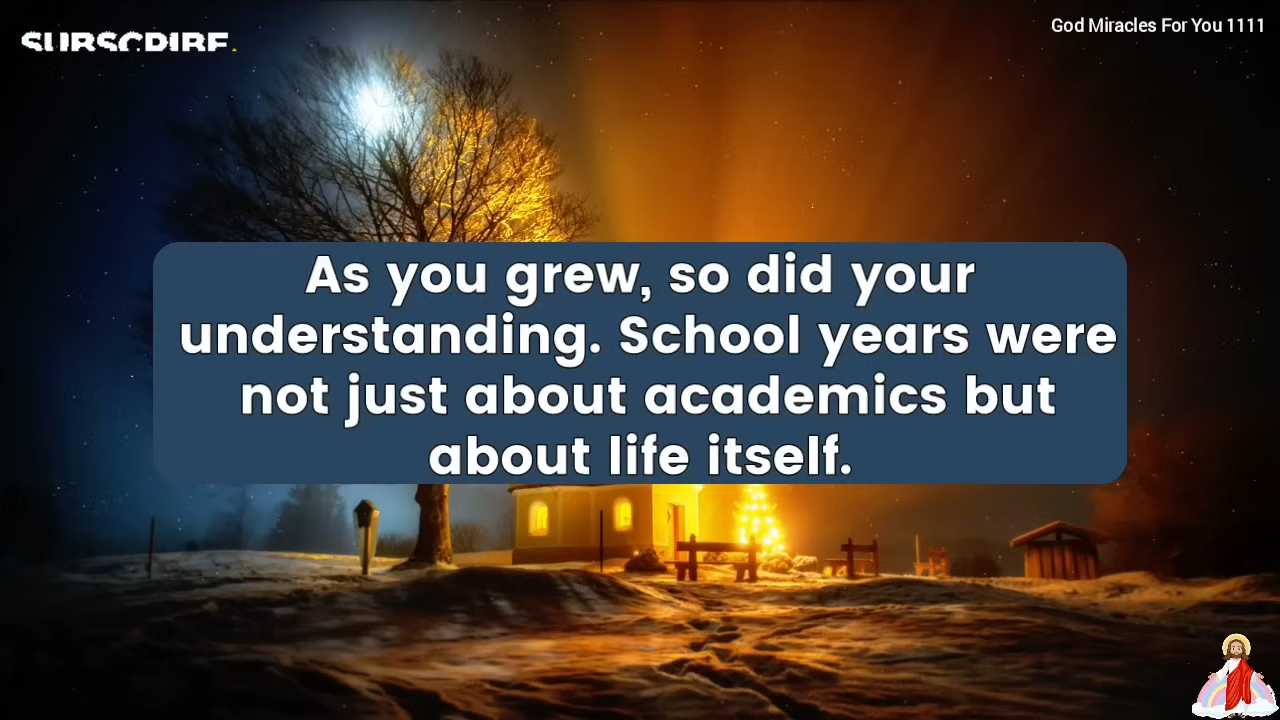 God Miracles For You 1111
As you grew, so did your
understanding. School years were
not just about academics but
about life itself.